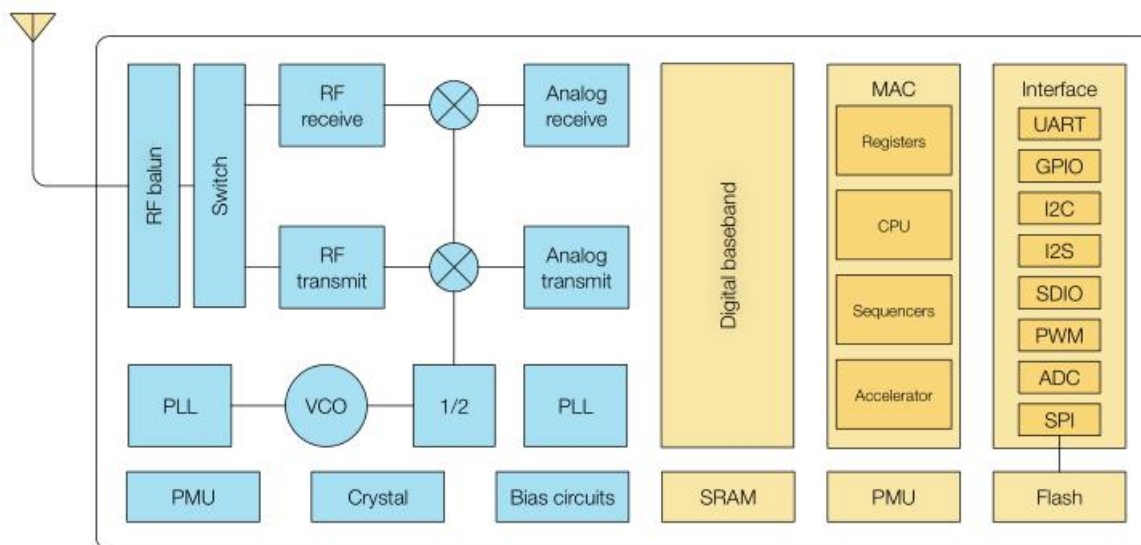 RF balun
Switch
RF
receive
Analog
receive
RF
transmit
Analog
transmit
PLL
VCO
1/2
PLL
PMU
Crystal
Bias circuits
Digital baseband
SRAM
MAC
Registers
CPU
Sequencers
Accelerator
PMU
Interface
UART
GPIO
I2C
I2S
SDIO
PWM
ADC
SPI
Flash